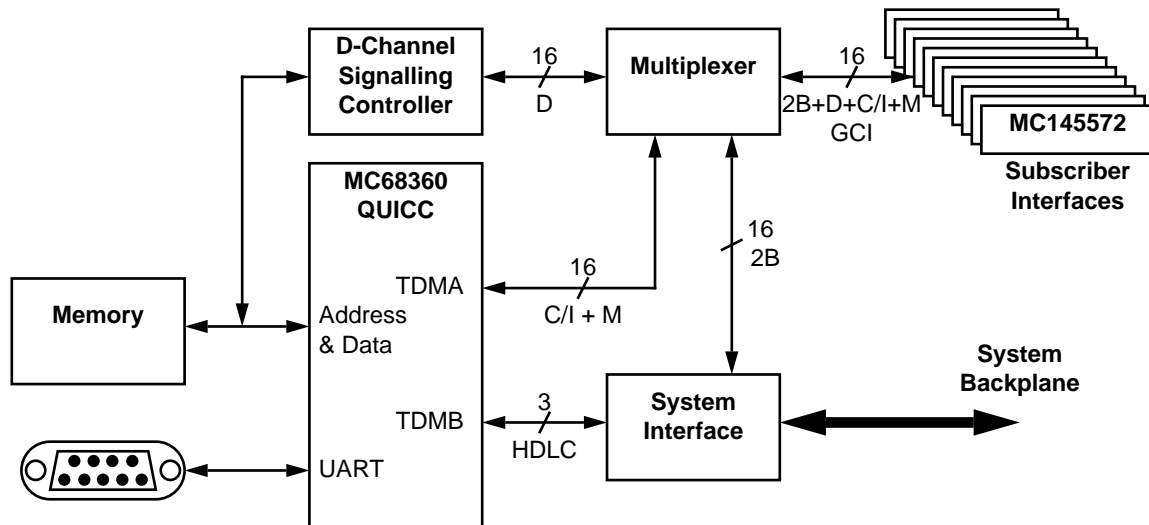 D-Channel
Signalling
Controller
16
D
Multiplexer
16
2B+D+C/I+M
GCI
MC145572
Subscriber
Interfaces
MC68360
QUICC
TDMA
16
C/I + M
16
2B
Memory
Address
& Data
System
Backplane
TDMB
3
HDLC
System
Interface
UART